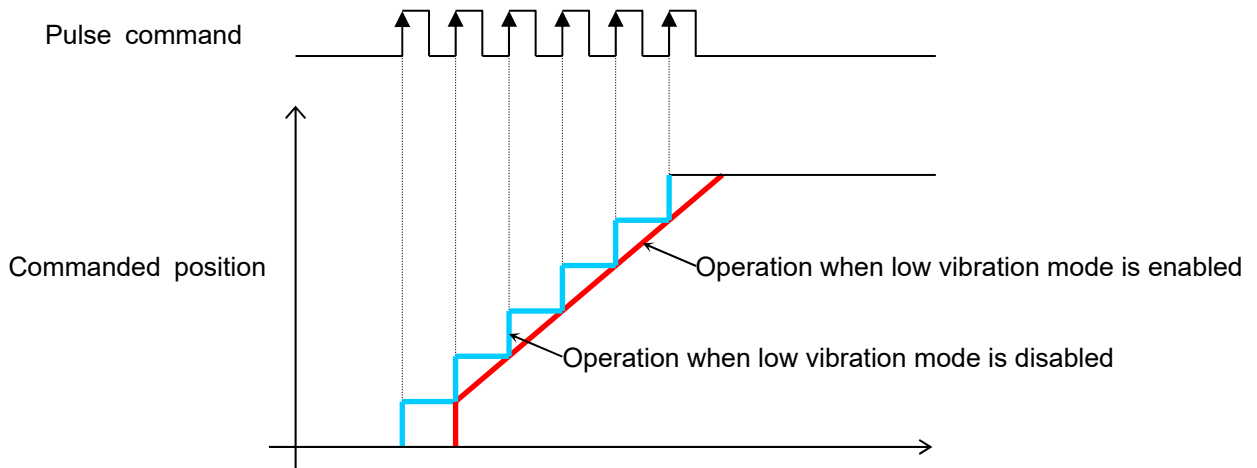 Pulse command
Commanded position
Operation when low vibration mode is enabled
Operation when low vibration mode is disabled